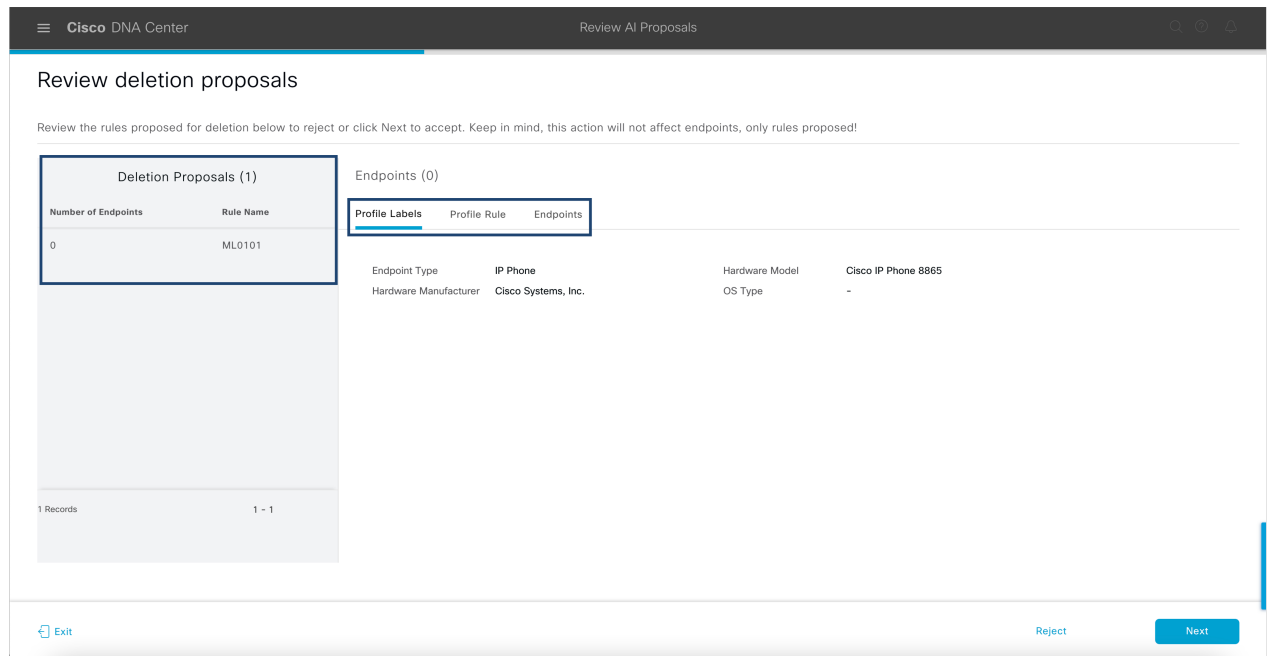 Cisco DNA Center
Review AI Proposals
Review deletion proposals
Review the rules proposed for deletion below to reject or click Next to accept. Keep in mind, this action will not affect endpoints, only rules proposed!
Deletion Proposals (1)
Number of Endpoints Rule Name
0 ML0101
1 Records 1 - 1
Endpoints (0)
Profile Labels Profile Rule Endpoints
Endpoint Type IP Phone Hardware Model Cisco IP Phone 8865
Hardware Manufacturer Cisco Systems, Inc. OS Type -
Exit Reject Next